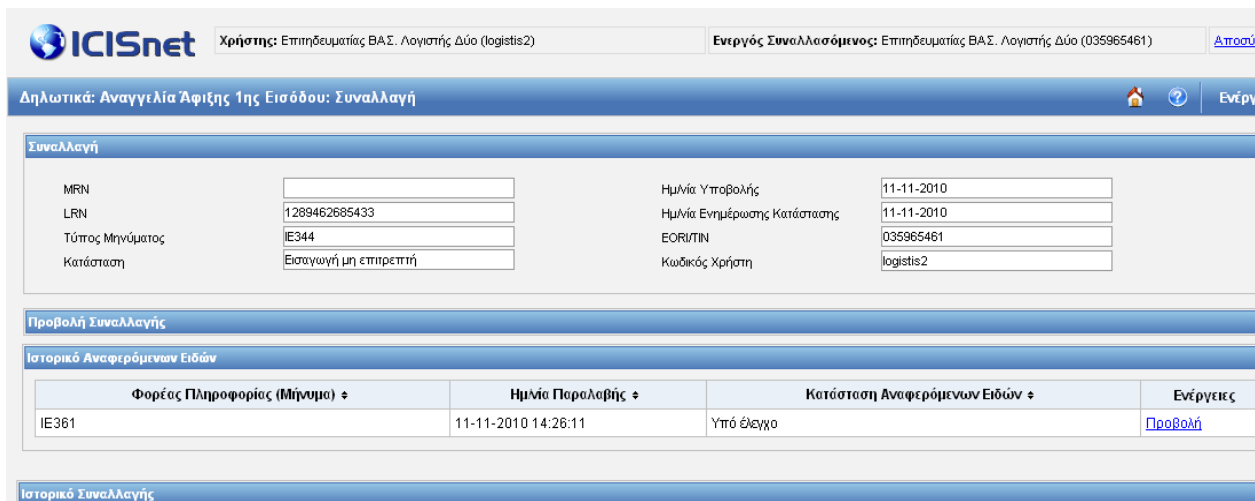 ICISnet Χρήστης: Επιτηδευματίας ΒΑΣ. Λογιστής Δύο (logistis2) Ενεργός Συναλλασόμενος: Επιτηδευματίας ΒΑΣ. Λογιστής Δύο (035965461) Αποσύ
Δηλωτικά: Αναγγελία Άφιξης 1ης Εισόδου: Συναλλαγή Ενέργ
Συναλλαγή
MRN Ημ/νία Υποβολής 11-11-2010
LRN 1289462685433 Ημ/νία Ενημέρωσης Κατάστασης 11-11-2010
Τύπος Μηνύματος IE344 EORI/TIN 035965461
Κατάσταση Εισαγωγή μη επιτρεπτή Κωδικός Χρήστη logistis2
Προβολή Συναλλαγής
Ιστορικό Αναφερόμενων Ειδών
Φορέας Πληροφορίας (Μήνυμα) Ημ/νία Παραλαβής Κατάσταση Αναφερόμενων Ειδών Ενέργειες
IE361 11-11-2010 14:26:11 Υπό έλεγχο Προβολή
Ιστορικό Συναλλαγής